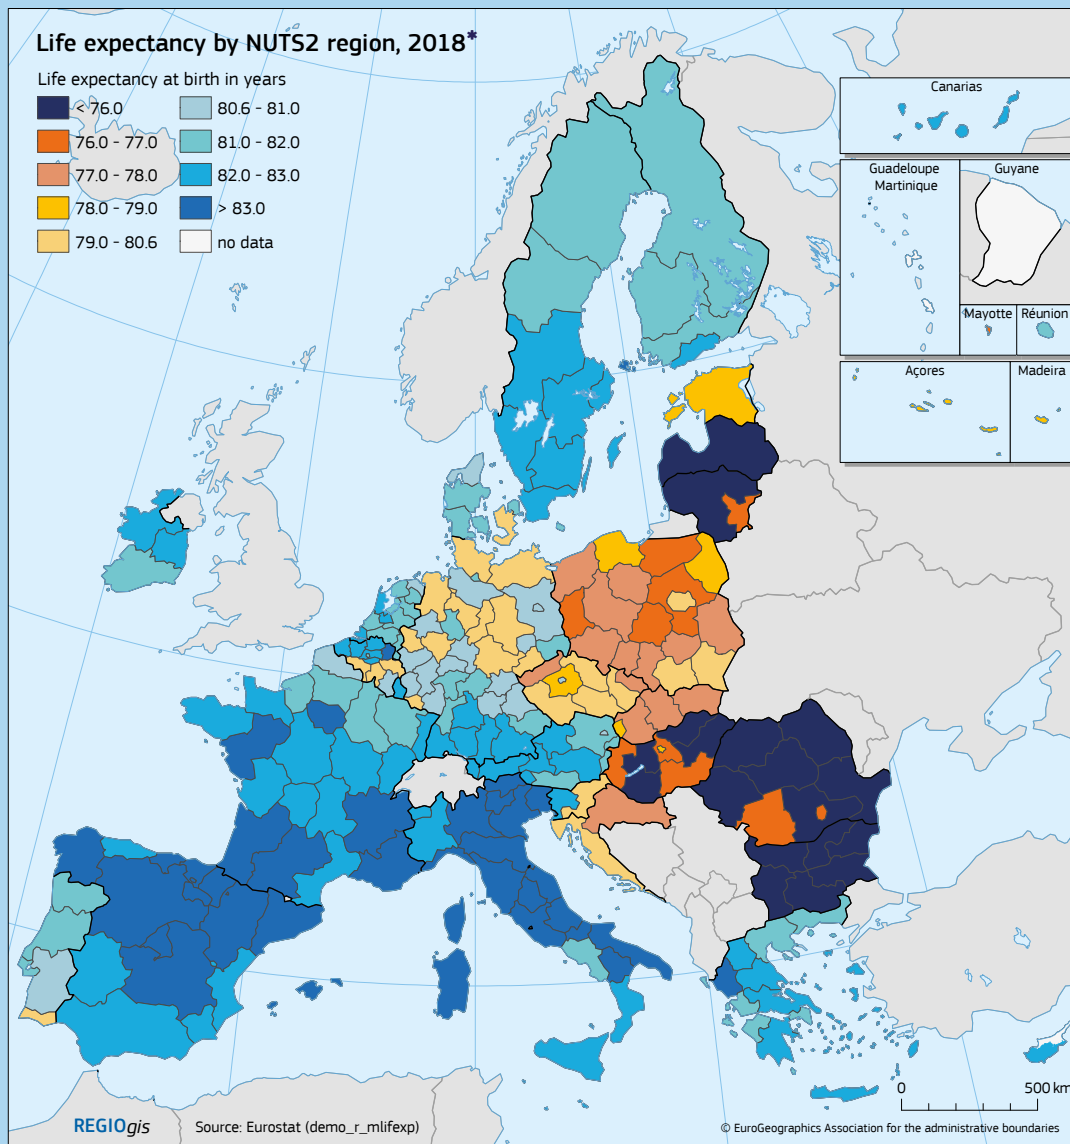 Life expectancy by NUTS2 region, 2018*
Life expectancy at birth in years
< 76.0
76.0 - 77.0
77.0 - 78.0
78.0 - 79.0
79.0 - 80.6
80.6 - 81.0
81.0 - 82.0
82.0 - 83.0
> 83.0
no data
Canarias
Guadeloupe
Martinique
Guyane
Mayotte
Réunion
Açores
Madeira
0 500 km
REGIOgis
Source: Eurostat (demo_r_mlifexp)
© EuroGeographics Association for the administrative boundaries